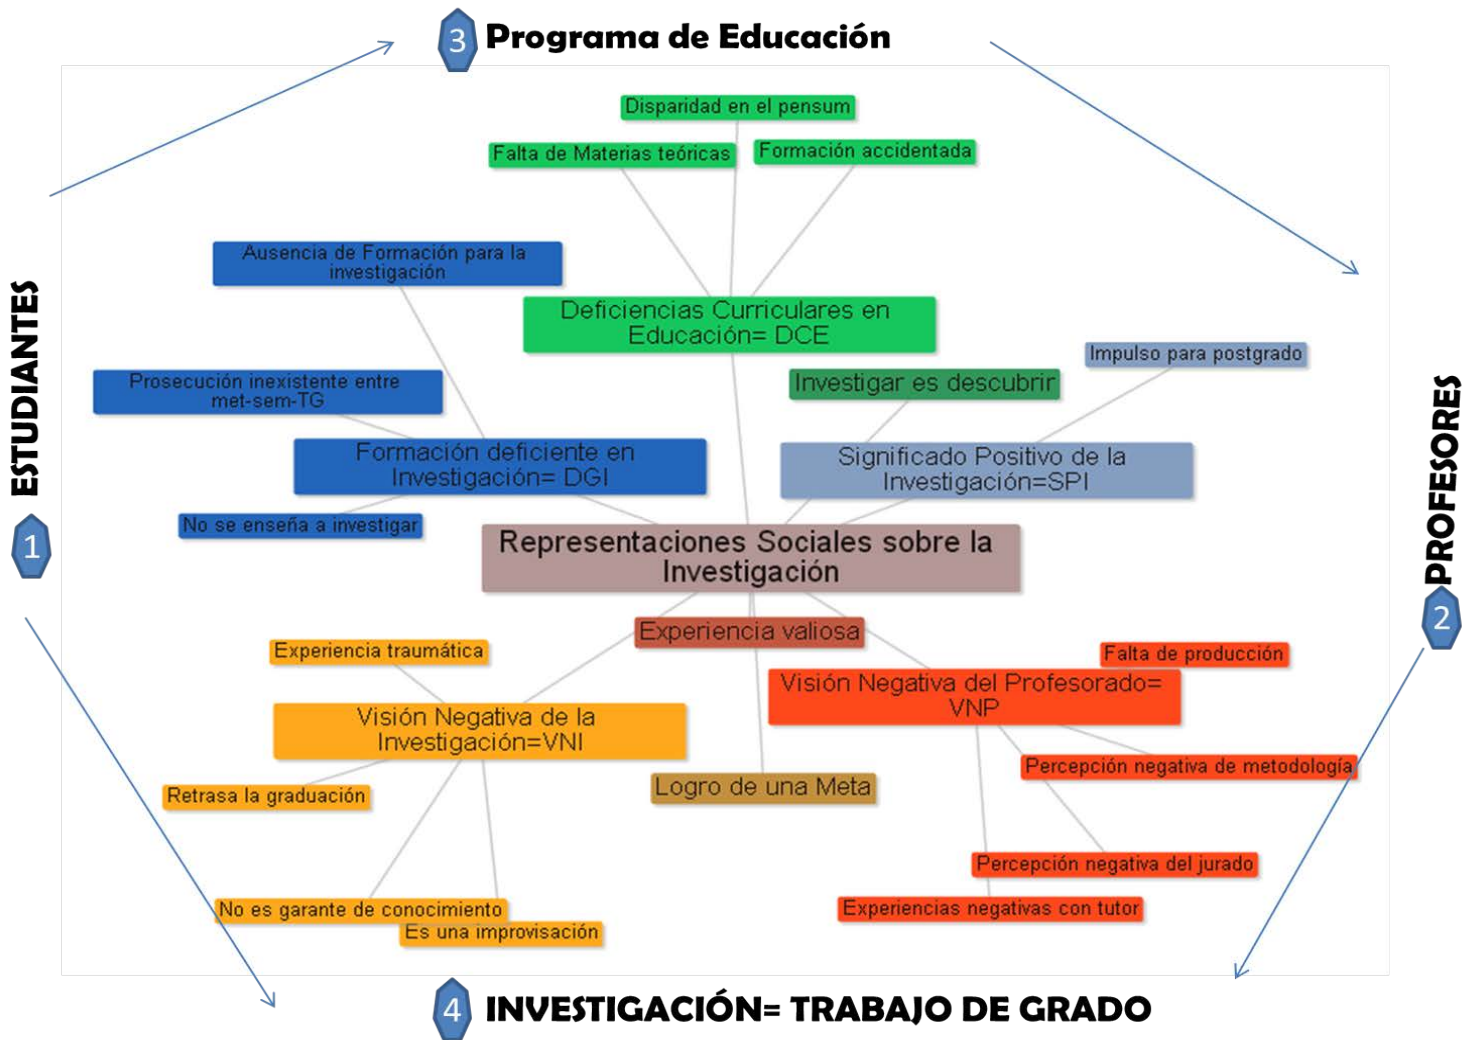 3 Programa de Educación
Disparidad en el pensum
Falta de Materias teóricas
Formación accidentada
Ausencia de Formación para la
investigación
Deficiencias Curriculares en
Educación= DCE
Impulso para postgrado
Prosecución inexistente entre
met-sem-TG
Investigar es descubrir
ESTUDIANTES
1
Formación deficiente en
Investigación= DGI
Significado Positivo de la
Investigación=SPI
PROFESORES
2
No se enseña a investigar
Representaciones Sociales sobre la
Investigación
Experiencia valiosa
Experiencia traumática
Falta de producción
Visión Negativa del Profesorado=
VNP
Visión Negativa de la
Investigación=VNI
Percepción negativa de metodología
Retrasa la graduación
Logro de una Meta
Percepción negativa del jurado
No es garante de conocimiento
Experiencias negativas con tutor
Es una improvisación
4 INVESTIGACIÓN= TRABAJO DE GRADO